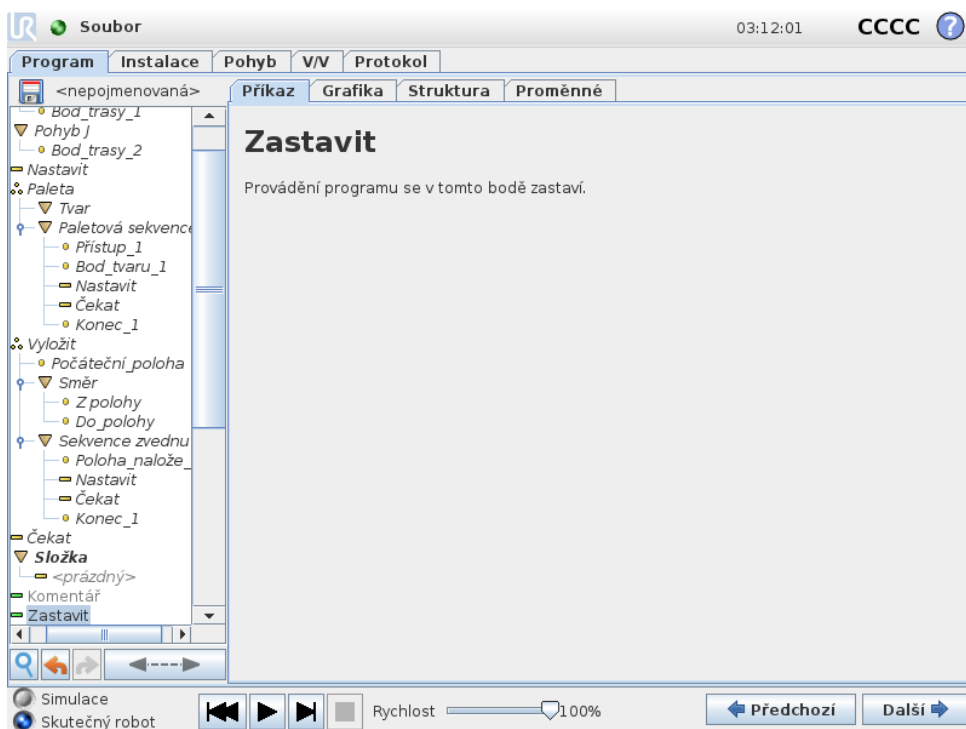 Soubor
03:12:01
CCCC
?
Program
Instalace
Pohyb
V/V
Protokol
<nepojmenovaná>
Příkaz
Grafika
Struktura
Proměnné
Bod_trasy_1
Pohyb J
Bod_trasy_2
Nastavit
Paleta
Tvar
Paletová sekvence
Přístup_1
Bod_tvaru_1
Nastavit
Čekat
Konec_1
Vyložit
Počáteční_poloha
Směr
Z polohy
Do_polohy
Sekvence zvednu
Poloha_nalože_
Nastavit
Čekat
Konec_1
Čekat
Složka
<prázdný>
Komentář
Zastavit
Zastavit
Provádění programu se v tomto bodě zastaví.
Simulace
Skutečný robot
Rychlost
100%
Předchozí
Další